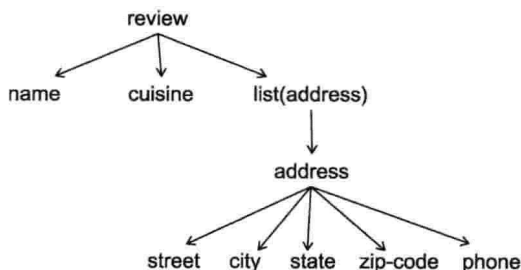 review
name cuisine list(address)
address
street city state zip-code phone